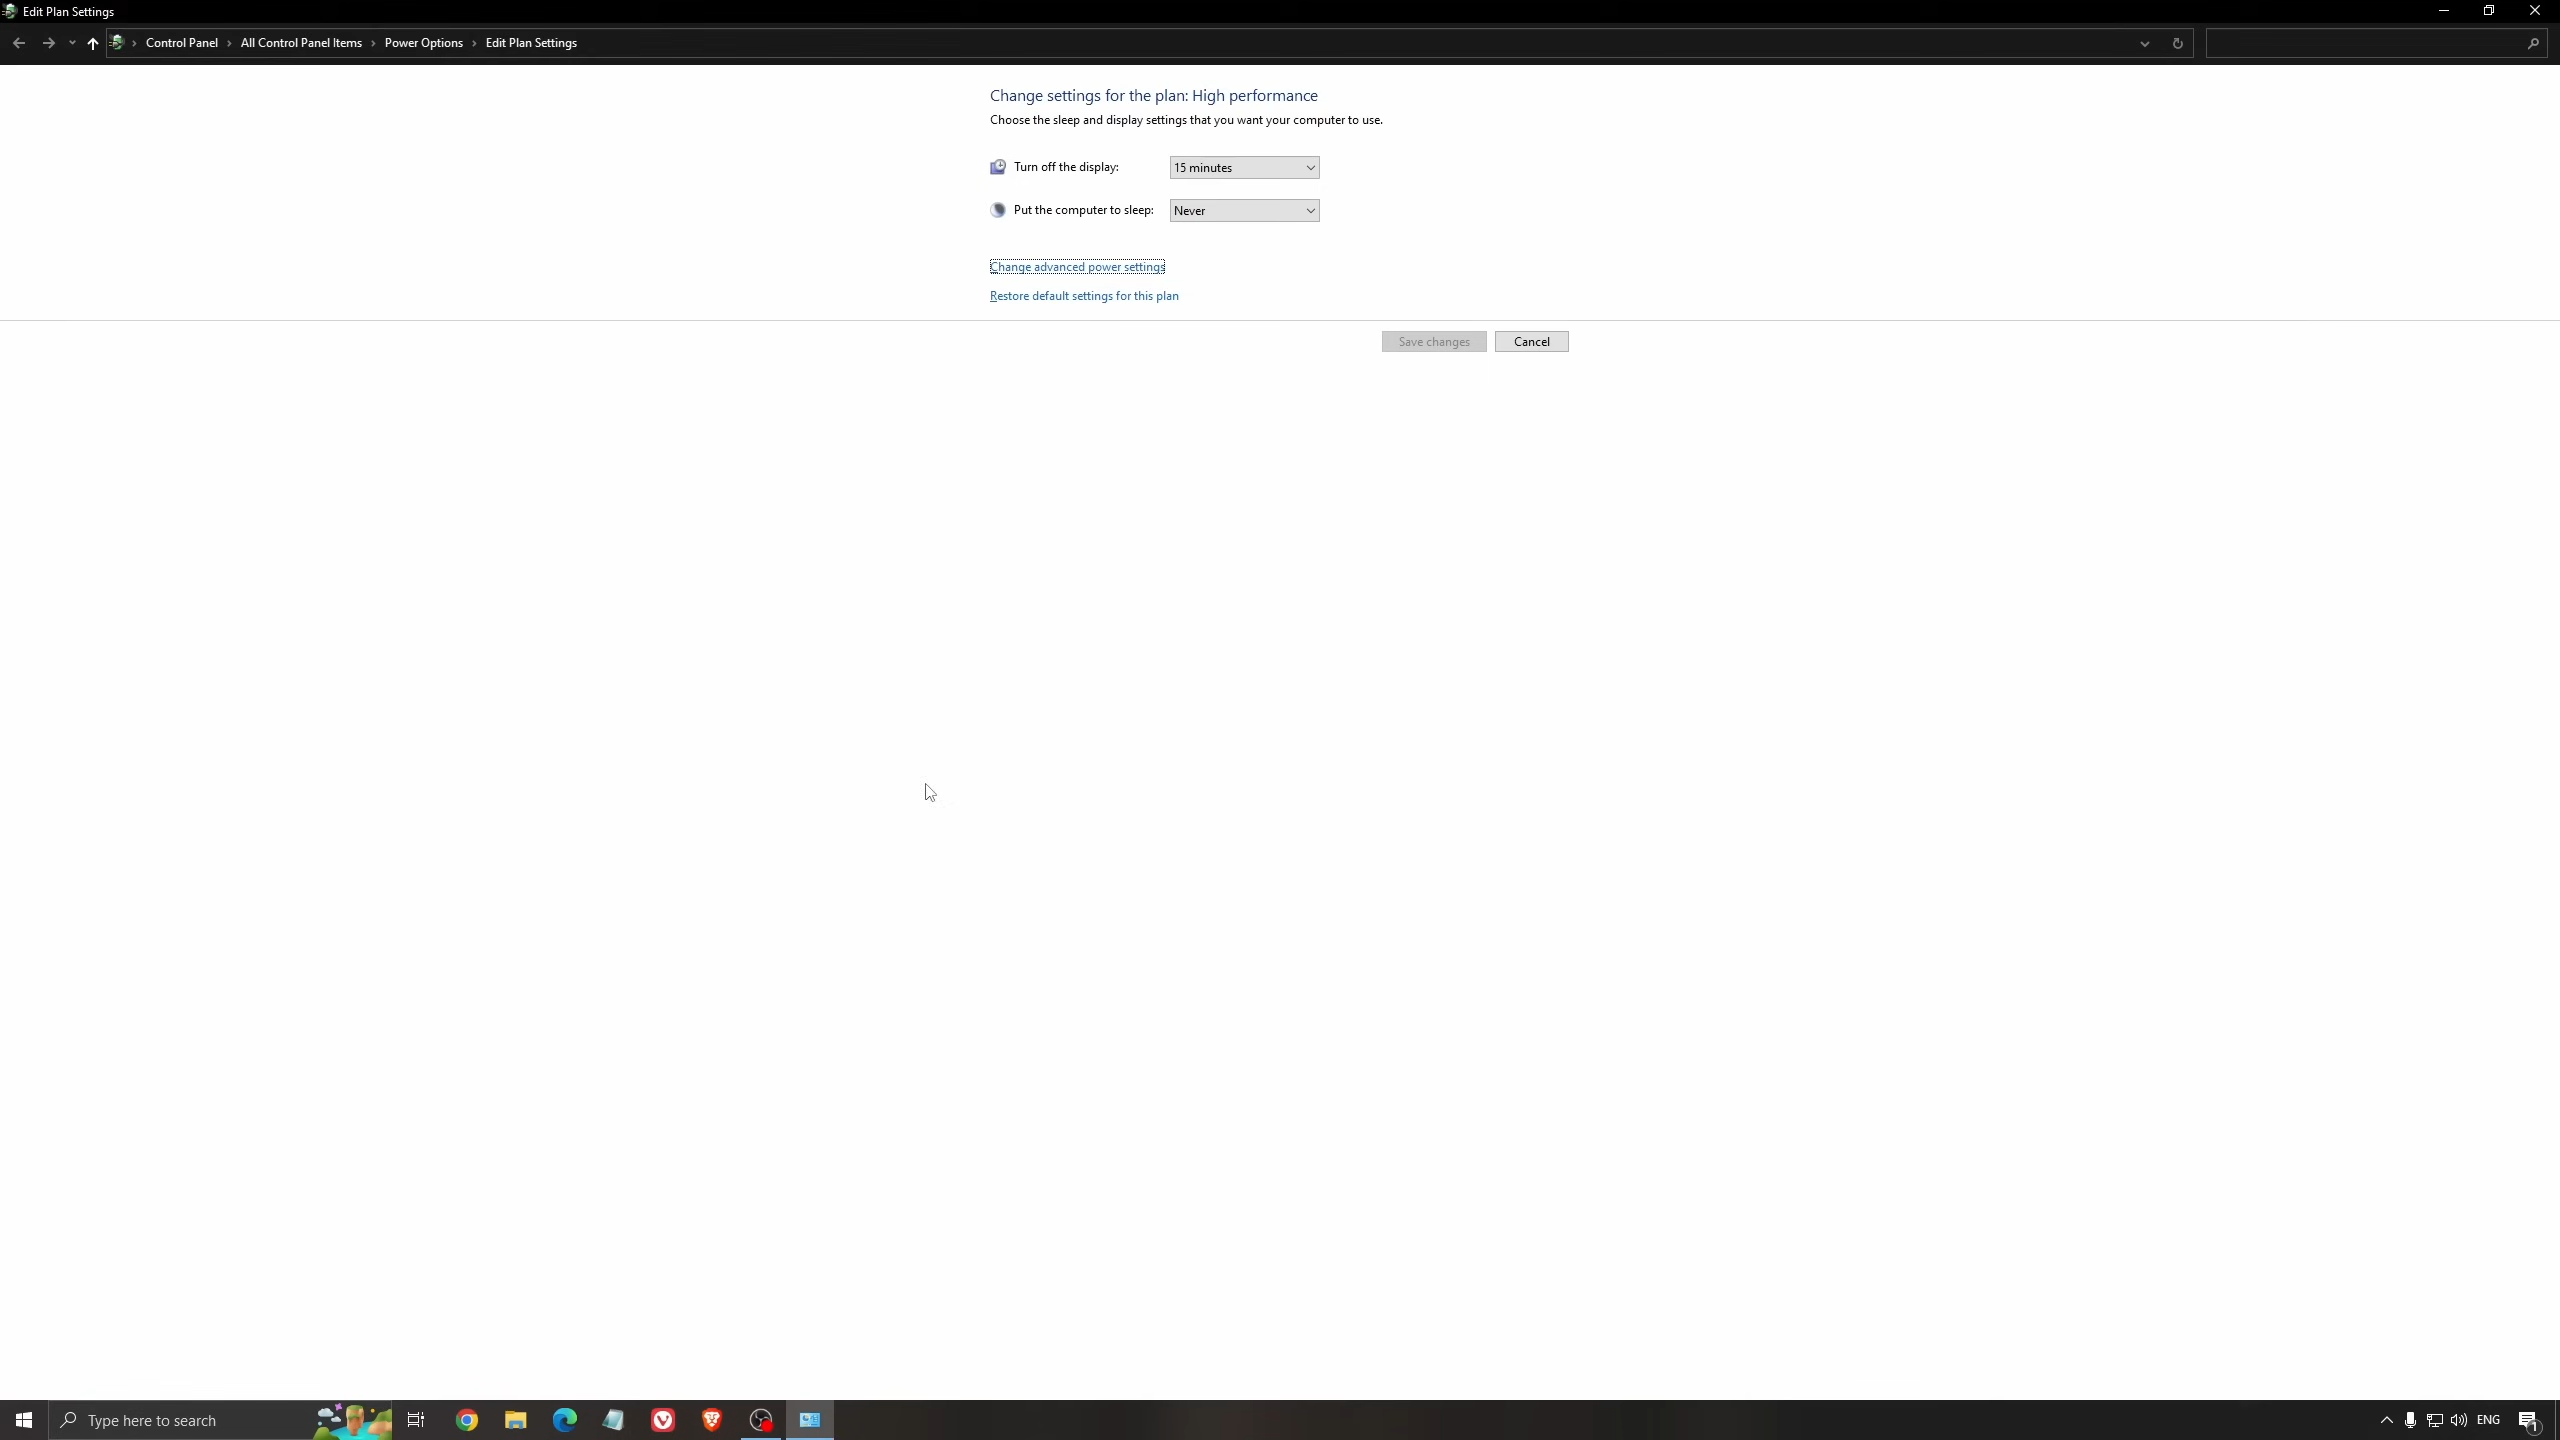 Edit Plan Settings
Control Panel › All Control Panel Items › Power Options › Edit Plan Settings
Change settings for the plan: High performance
Choose the sleep and display settings that you want your computer to use.
Turn off the display: 15 minutes
Put the computer to sleep: Never
Change advanced power settings
Restore default settings for this plan
Save changes Cancel
Type here to search
ENG
1